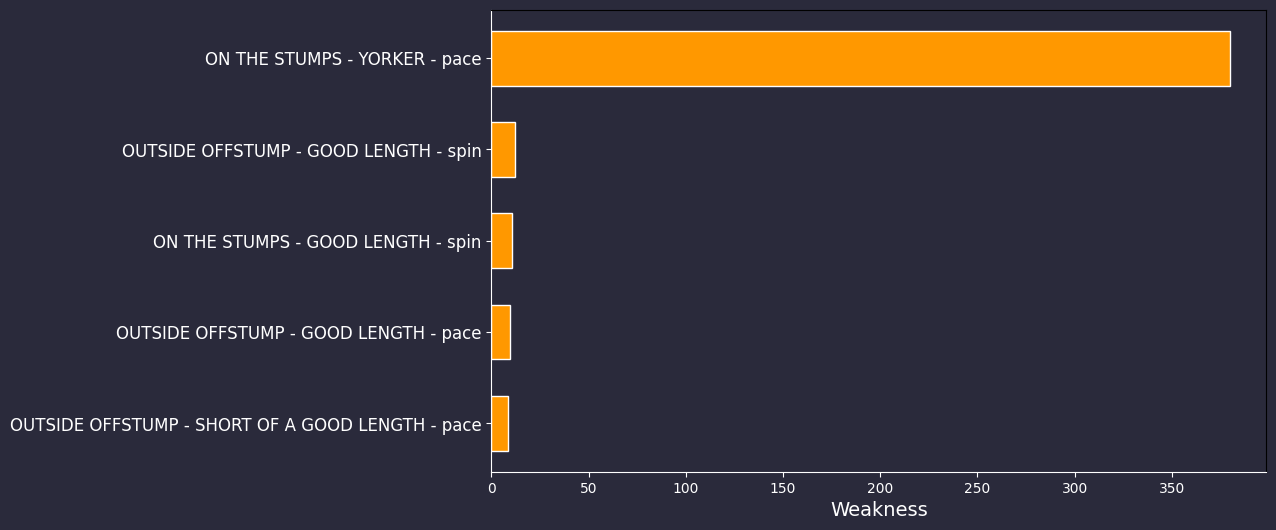 ON THE STUMPS - YORKER - pace
OUTSIDE OFFSTUMP - GOOD LENGTH - spin
ON THE STUMPS - GOOD LENGTH - spin
OUTSIDE OFFSTUMP - GOOD LENGTH - pace
OUTSIDE OFFSTUMP - SHORT OF A GOOD LENGTH - pace
0 50 100 150 200 250 300 350
Weakness